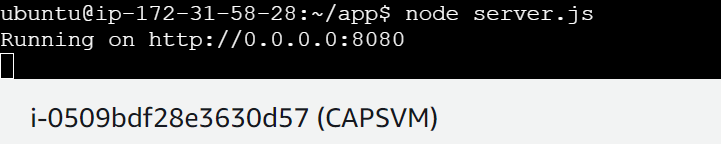 ubuntu@ip-172-31-58-28:~/app$ node server.js
Running on http://0.0.0.0:8080
i-0509bdf28e3630d57 (CAPSVM)